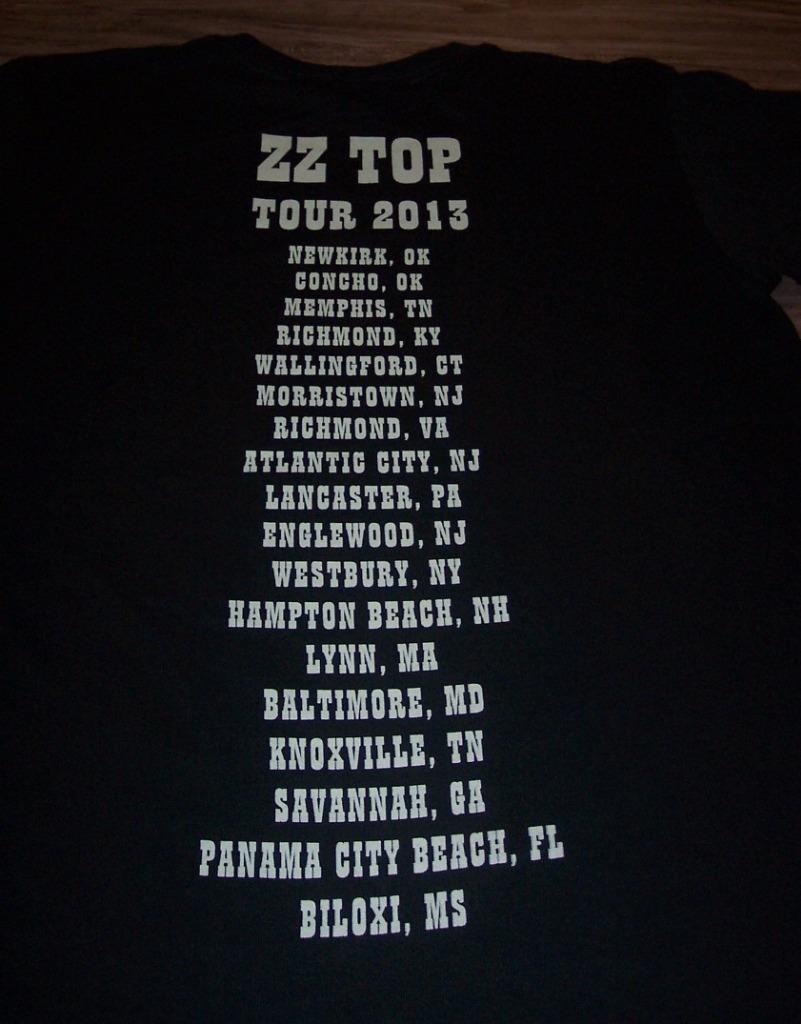 ZZ TOP
TOUR 2013
NEWKIRK, OK
CONCHO, OK
MEMPHIS, TN
RICHMOND, KY
WALLINGFORD, CT
MORRISTOWN, NJ
RICHMOND, VA
ATLANTIC CITY, NJ
LANCASTER, PA
ENGLEWOOD, NJ
WESTBURY, NY
HAMPTON BEACH, NH
LYNN, MA
BALTIMORE, MD
KNOXVILLE, TN
SAVANNAH, GA
PANAMA CITY BEACH, FL
BILOXI, MS